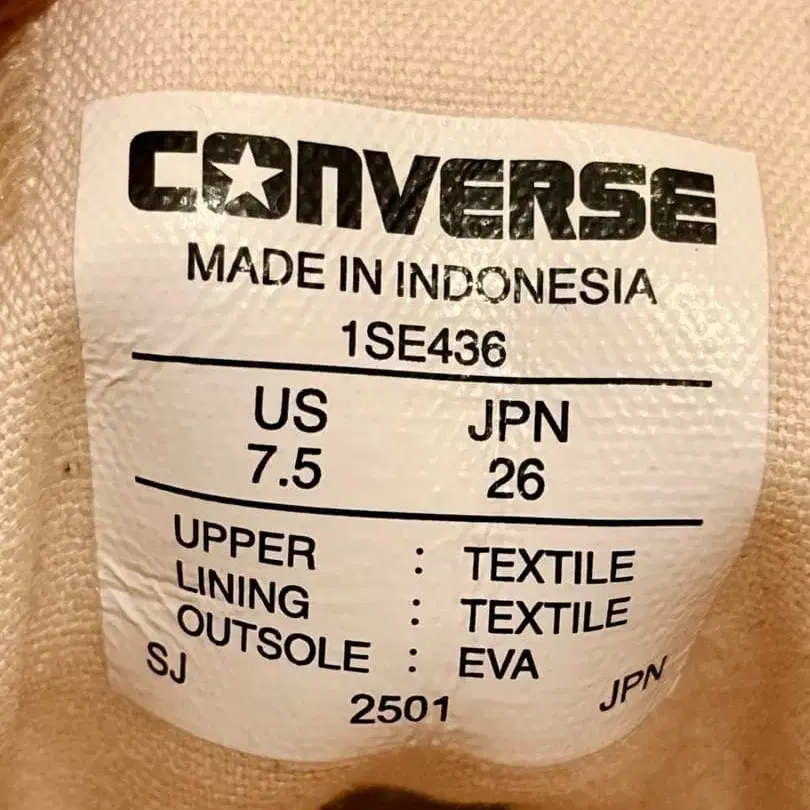 CONVERSE
MADE IN INDONESIA
1SE436
US JPN
7.5 26
UPPER : TEXTILE
LINING : TEXTILE
OUTSOLE : EVA
SJ 2501 JPN